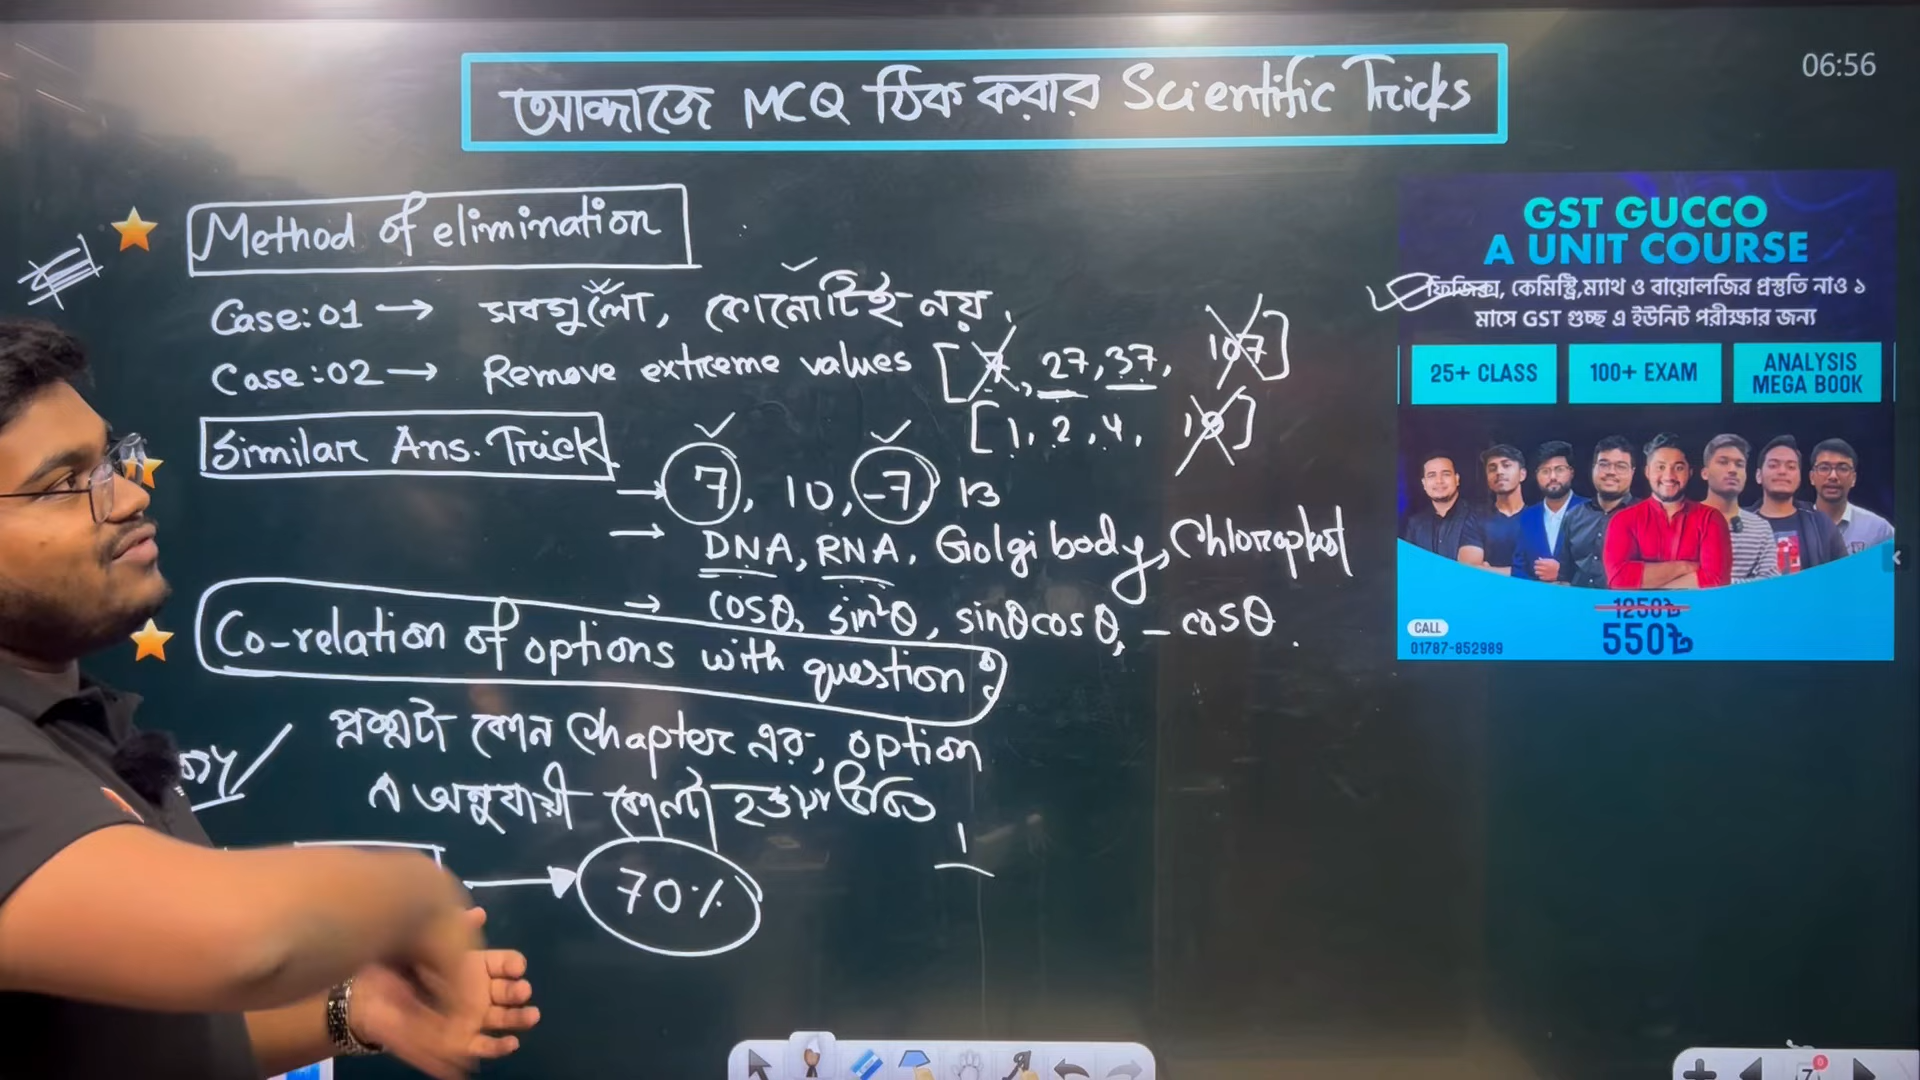 06:56
আন্দাজে MCQ ঠিক করার Scientific Tricks
Method of elimination
Case:01 → সবগুলো, কোনোটিই নয়.
Case:02 → Remove extreme values [7, 27, 37, 107]
[1, 2, 4, 10]
Similar Ans. Trick
→ 7, 10, -7, 13
→ DNA, RNA, Golgi body, Chloroplast
→ cosθ, sin²θ, sinθcosθ, -cosθ.
Co-relation of options with question:
প্রশ্নটা কোন Chapter এর, option
A অনুযায়ী কোনটা হওয়া উচিত
→ 70%
GST GUCCO
A UNIT COURSE
ফিজিক্স, কেমিস্ট্রি,ম্যাথ ও বায়োলজির প্রস্তুতি নাও ১
মাসে GST গুচ্ছ এ ইউনিট পরীক্ষার জন্য
25+ CLASS
100+ EXAM
ANALYSIS
MEGA BOOK
1250৳
550৳
CALL
01787-852989
7